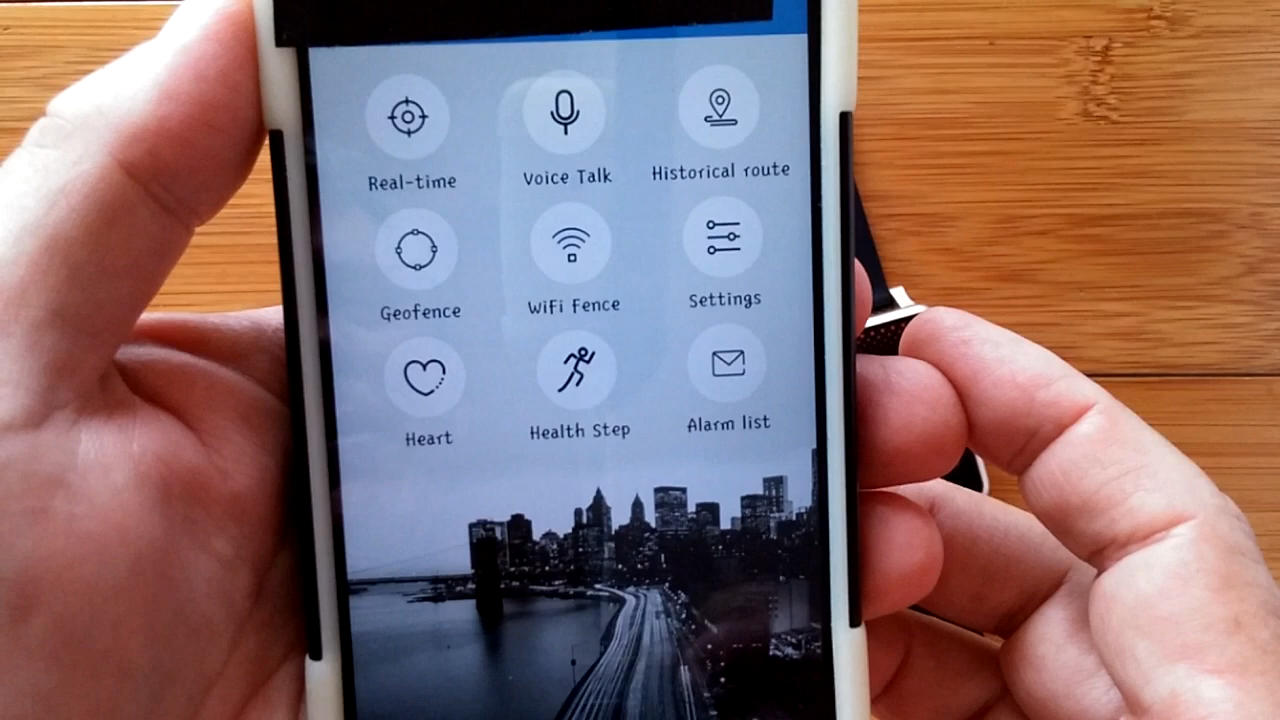 Real-time Voice Talk Historical route
Geofence WiFi Fence Settings
Heart Health Step Alarm list